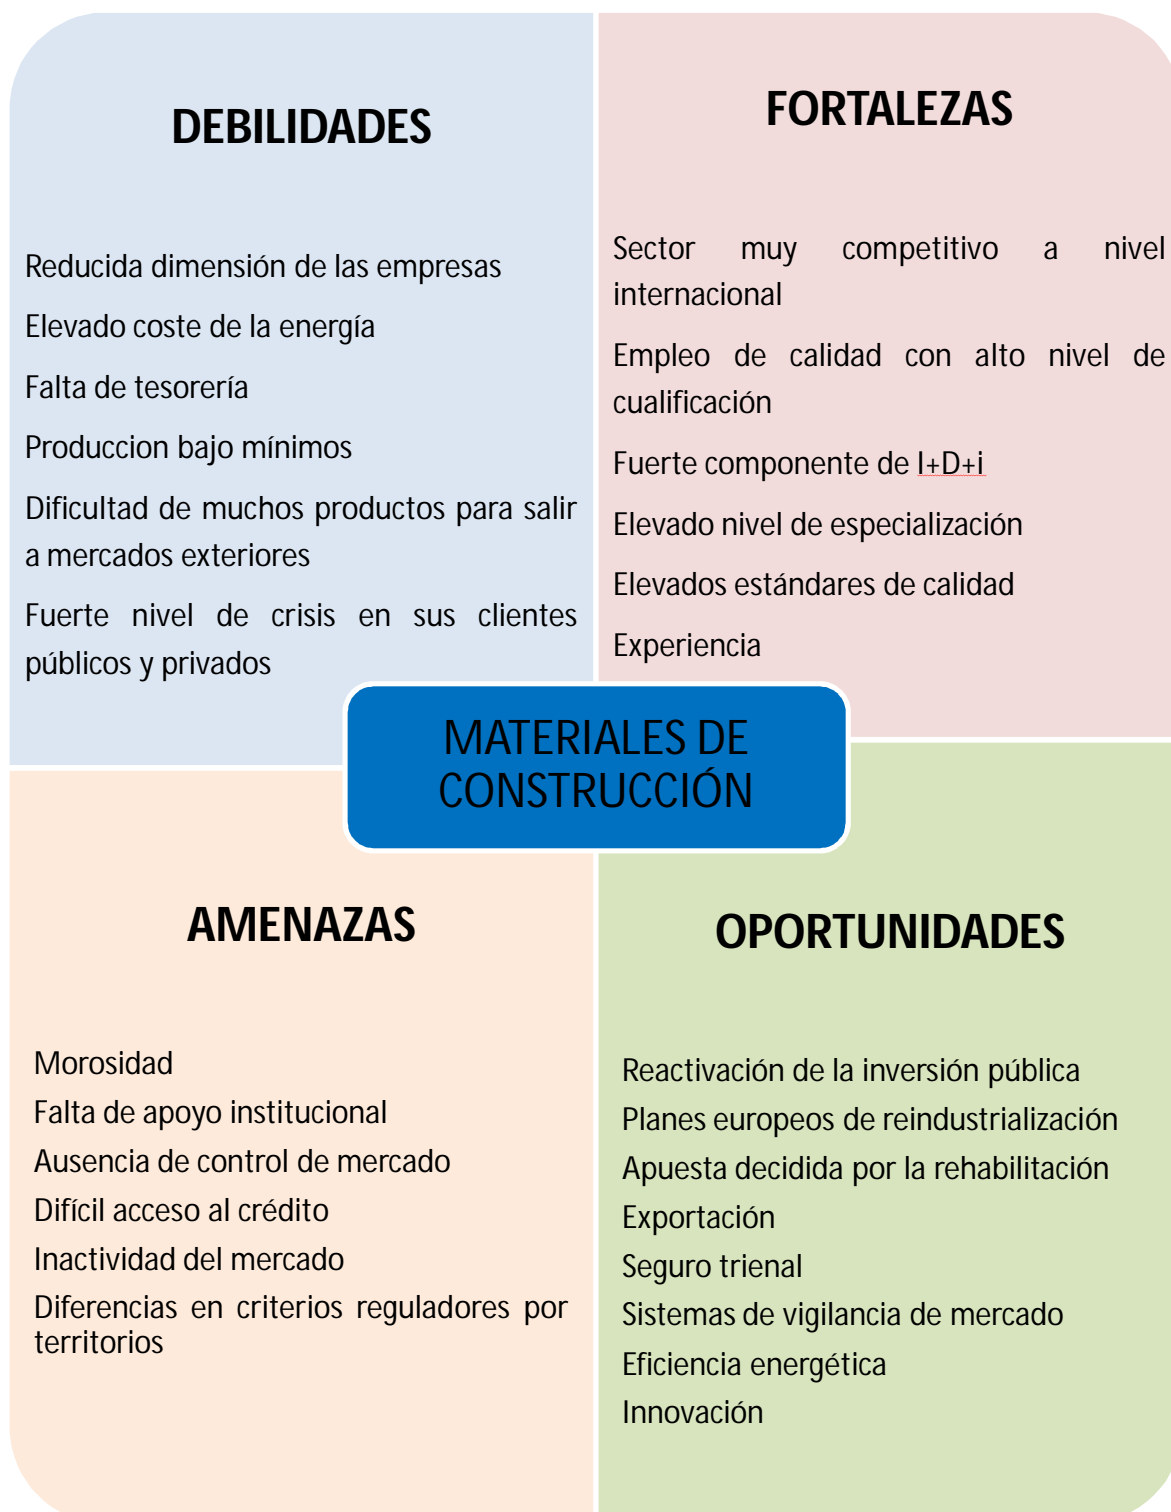 DEBILIDADES
Reducida dimensión de las empresas
Elevado coste de la energía
Falta de tesorería
Produccion bajo mínimos
Dificultad de muchos productos para salir
a mercados exteriores
Fuerte nivel de crisis en sus clientes
públicos y privados
FORTALEZAS
Sector muy competitivo a nivel
internacional
Empleo de calidad con alto nivel de
cualificación
Fuerte componente de I+D+i
Elevado nivel de especialización
Elevados estándares de calidad
Experiencia
MATERIALES DE
CONSTRUCCIÓN
AMENAZAS
Morosidad
Falta de apoyo institucional
Ausencia de control de mercado
Difícil acceso al crédito
Inactividad del mercado
Diferencias en criterios reguladores por
territorios
OPORTUNIDADES
Reactivación de la inversión pública
Planes europeos de reindustrialización
Apuesta decidida por la rehabilitación
Exportación
Seguro trienal
Sistemas de vigilancia de mercado
Eficiencia energética
Innovación